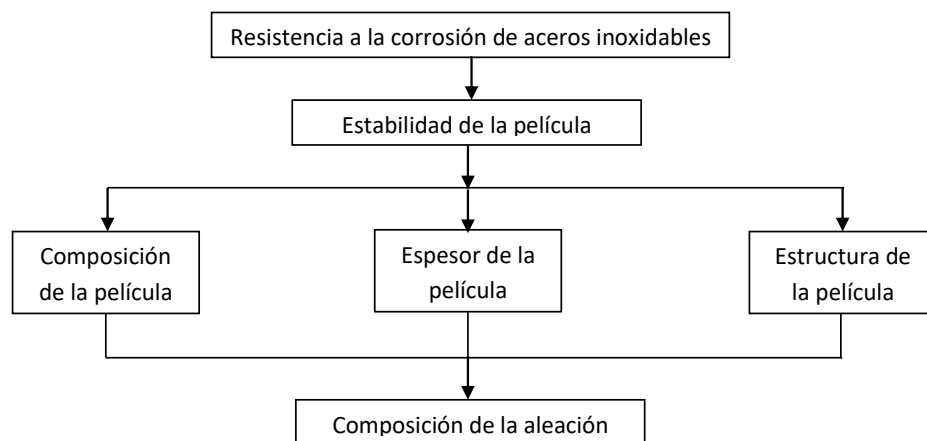 Resistencia a la corrosión de aceros inoxidables
Estabilidad de la película
Composición
de la película
Espesor de la
película
Estructura de
la película
Composición de la aleación